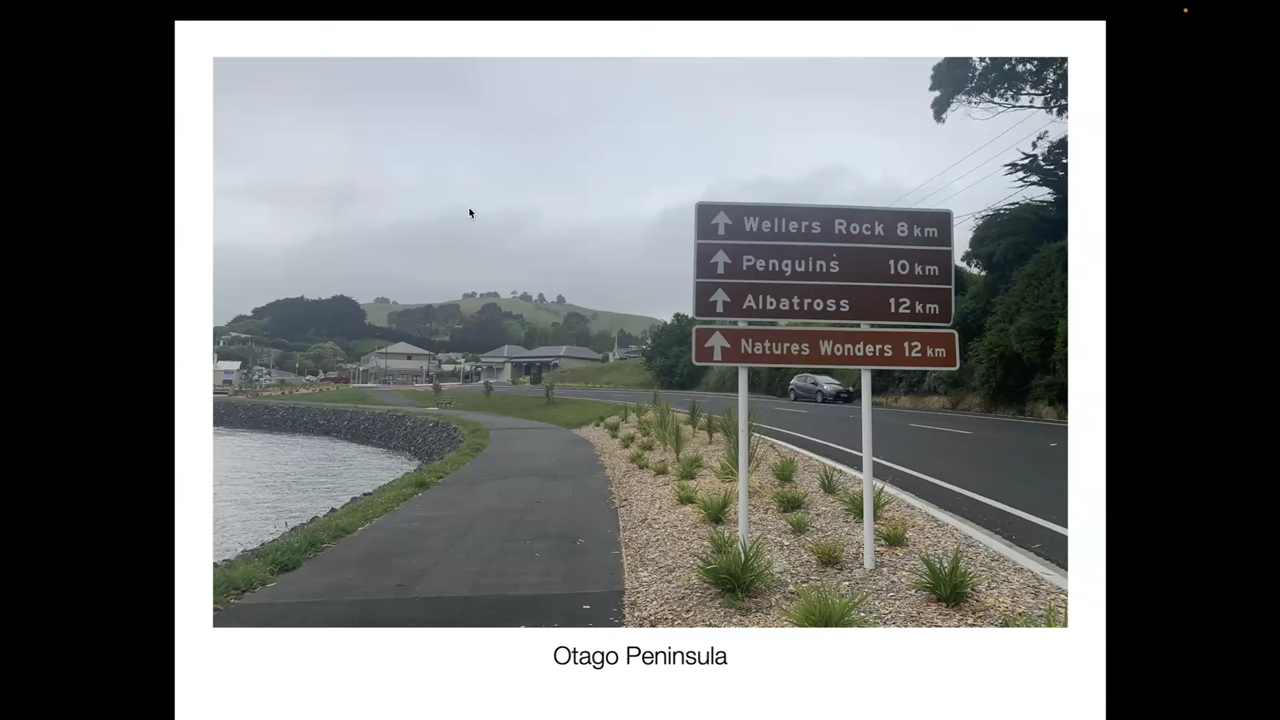 Wellers Rock 8 km
Penguins 10 km
Albatross 12 km
Natures Wonders 12 km
Otago Peninsula